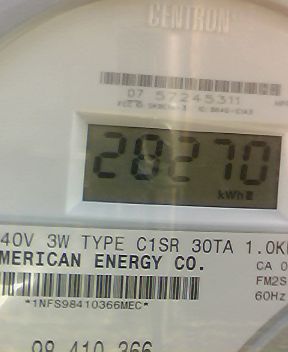 CENTRON
07 57245311
28270
kWh
40V 3W TYPE C1SR 30TA 1.0K
MERICAN ENERGY CO.
CA 0
FM2S
*1NFS98410366MEC*
60Hz
98 410 366